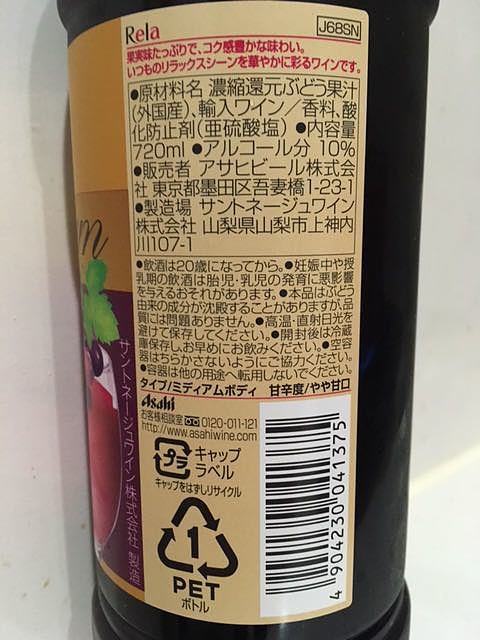 Rela
J68SN
果実味たっぷりで、コク感豊かな味わい。
いつものリラックスシーンを華やかに彩るワインです。
●原材料名 濃縮還元ぶどう果汁
(外国産)、輸入ワイン/香料、酸
化防止剤(亜硫酸塩) ●内容量
720ml ●アルコール分 10%
●販売者 アサヒビール株式会
社 東京都墨田区吾妻橋1-23-1
●製造場 サントネージュワイン
株式会社 山梨県山梨市上神内
川107-1
●飲酒は20歳になってから。●妊娠中や授
乳期の飲酒は胎児・乳児の発育に悪影響
を与えるおそれがあります。●本品はぶどう
由来の成分が沈殿することがありますが品
質には問題ありません。●高温・直射日光を
避けて保存してください。●開封後は冷蔵
庫保存しお早めにお飲みください。●空容
器はちらかさないようにご協力ください。
●容器は他の用途へ転用しないでください。
タイプ/ミディアムボディ 甘辛度/やや甘口
Asahi
お客様相談室 0120-011-121
http://www.asahiwine.com
プラ
キャップ
ラベル
キャップをはずしリサイクル
1
PET
ボトル
4904230041375
サントネージュワイン株式会社 製造